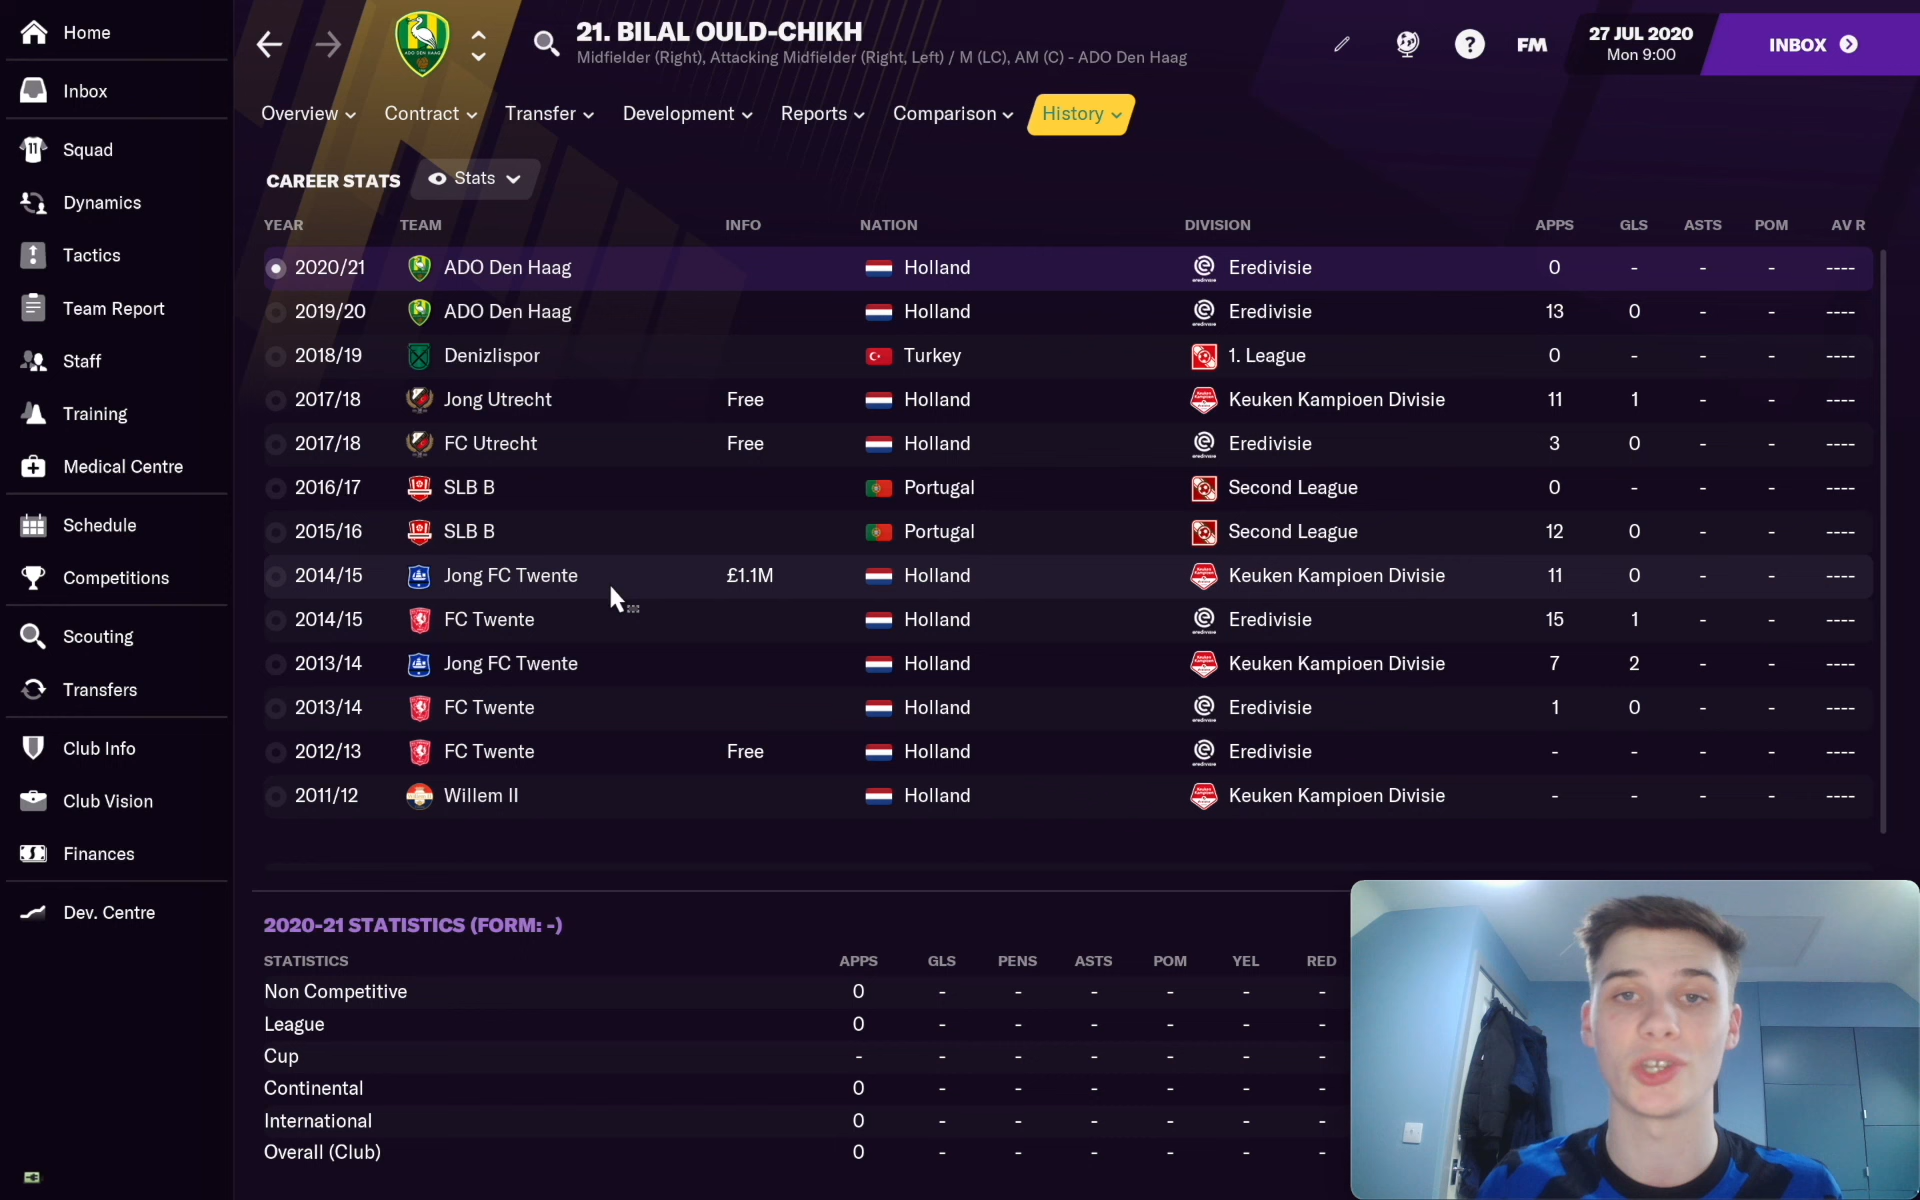 Home
Inbox
Squad
Dynamics
Tactics
Team Report
Staff
Training
Medical Centre
Schedule
Competitions
Scouting
Transfers
Club Info
Club Vision
Finances
Dev. Centre
21. BILAL OULD-CHIKH
Midfielder (Right), Attacking Midfielder (Right, Left) / M (LC), AM (C) - ADO Den Haag
FM
27 JUL 2020
Mon 9:00
INBOX
Overview Contract Transfer Development Reports Comparison History
CAREER STATS Stats
YEAR TEAM INFO NATION DIVISION APPS GLS ASTS POM AV R
2020/21 ADO Den Haag Holland Eredivisie 0 - - - ----
2019/20 ADO Den Haag Holland Eredivisie 13 0 - - ----
2018/19 Denizlispor Turkey 1. League 0 - - - ----
2017/18 Jong Utrecht Free Holland Keuken Kampioen Divisie 11 1 - - ----
2017/18 FC Utrecht Free Holland Eredivisie 3 0 - - ----
2016/17 SLB B Portugal Second League 0 - - - ----
2015/16 SLB B Portugal Second League 12 0 - - ----
2014/15 Jong FC Twente £1.1M Holland Keuken Kampioen Divisie 11 0 - - ----
2014/15 FC Twente Holland Eredivisie 15 1 - - ----
2013/14 Jong FC Twente Holland Keuken Kampioen Divisie 7 2 - - ----
2013/14 FC Twente Holland Eredivisie 1 0 - - ----
2012/13 FC Twente Free Holland Eredivisie - - - - ----
2011/12 Willem II Holland Keuken Kampioen Divisie - - - - ----
2020-21 STATISTICS (FORM: -)
STATISTICS APPS GLS PENS ASTS POM YEL RED
Non Competitive 0 - - - - - -
League 0 - - - - - -
Cup - - - - - - -
Continental 0 - - - - - -
International 0 - - - - - -
Overall (Club) 0 - - - - - -